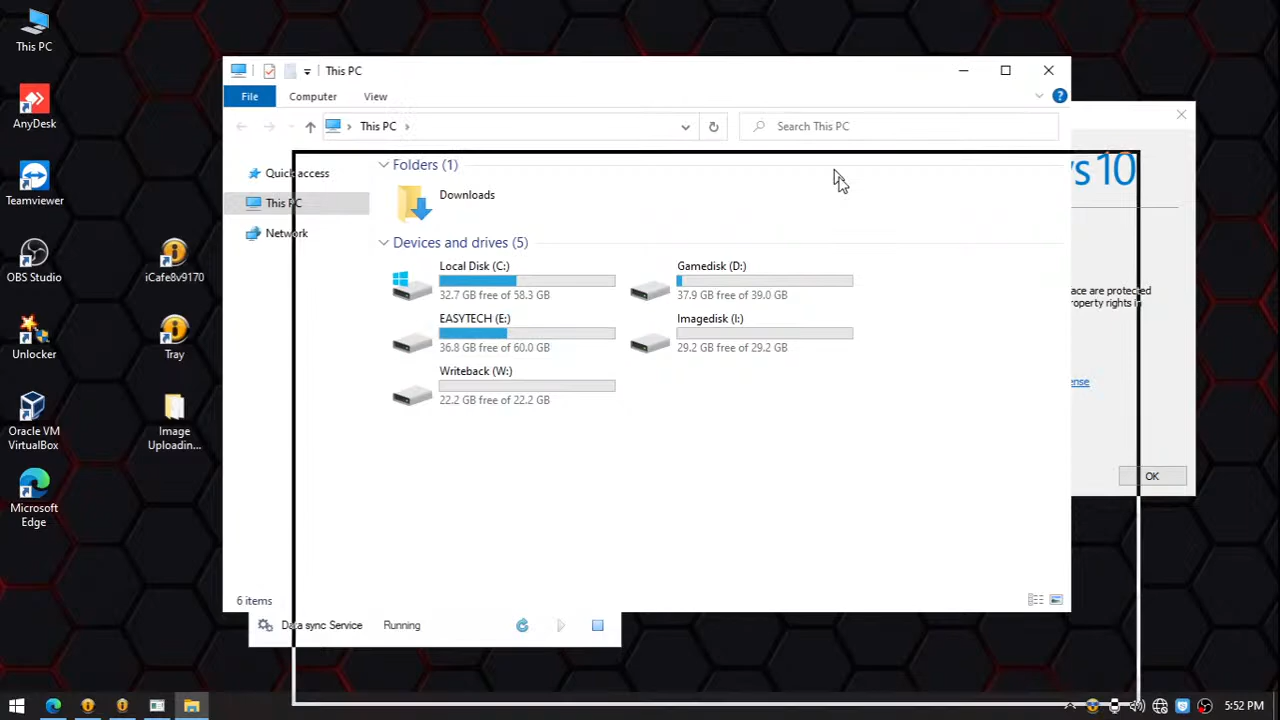 This PC
AnyDesk
Teamviewer
OBS Studio
iCafe8v9170
Unlocker
Tray
Oracle VM
VirtualBox
Image
Uploadin...
Microsoft
Edge
This PC
File
Computer
View
This PC
Search This PC
Quick access
This PC
Network
Folders (1)
Downloads
Devices and drives (5)
Local Disk (C:)
32.7 GB free of 58.3 GB
Gamedisk (D:)
37.9 GB free of 39.0 GB
EASYTECH (E:)
36.8 GB free of 60.0 GB
Imagedisk (I:)
29.2 GB free of 29.2 GB
Writeback (W:)
22.2 GB free of 22.2 GB
6 items
vs 10
ace are protected
operty rights in
ense
OK
Data sync Service
Running
5:52 PM